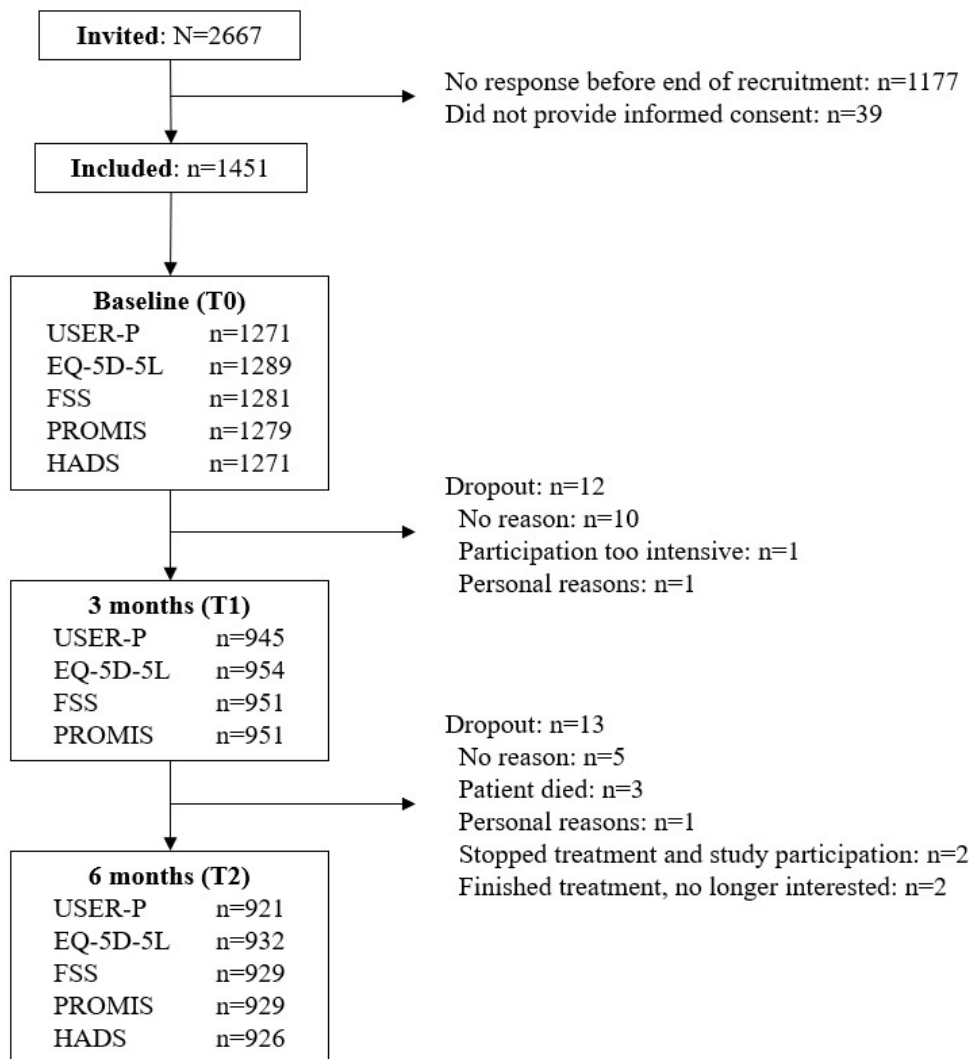 Invited: N=2667
No response before end of recruitment: n=1177
Did not provide informed consent: n=39
Included: n=1451
Baseline (T0)
USER-P n=1271
EQ-5D-5L n=1289
FSS n=1281
PROMIS n=1279
HADS n=1271
Dropout: n=12
No reason: n=10
Participation too intensive: n=1
Personal reasons: n=1
3 months (T1)
USER-P n=945
EQ-5D-5L n=954
FSS n=951
PROMIS n=951
Dropout: n=13
No reason: n=5
Patient died: n=3
Personal reasons: n=1
Stopped treatment and study participation: n=2
Finished treatment, no longer interested: n=2
6 months (T2)
USER-P n=921
EQ-5D-5L n=932
FSS n=929
PROMIS n=929
HADS n=926